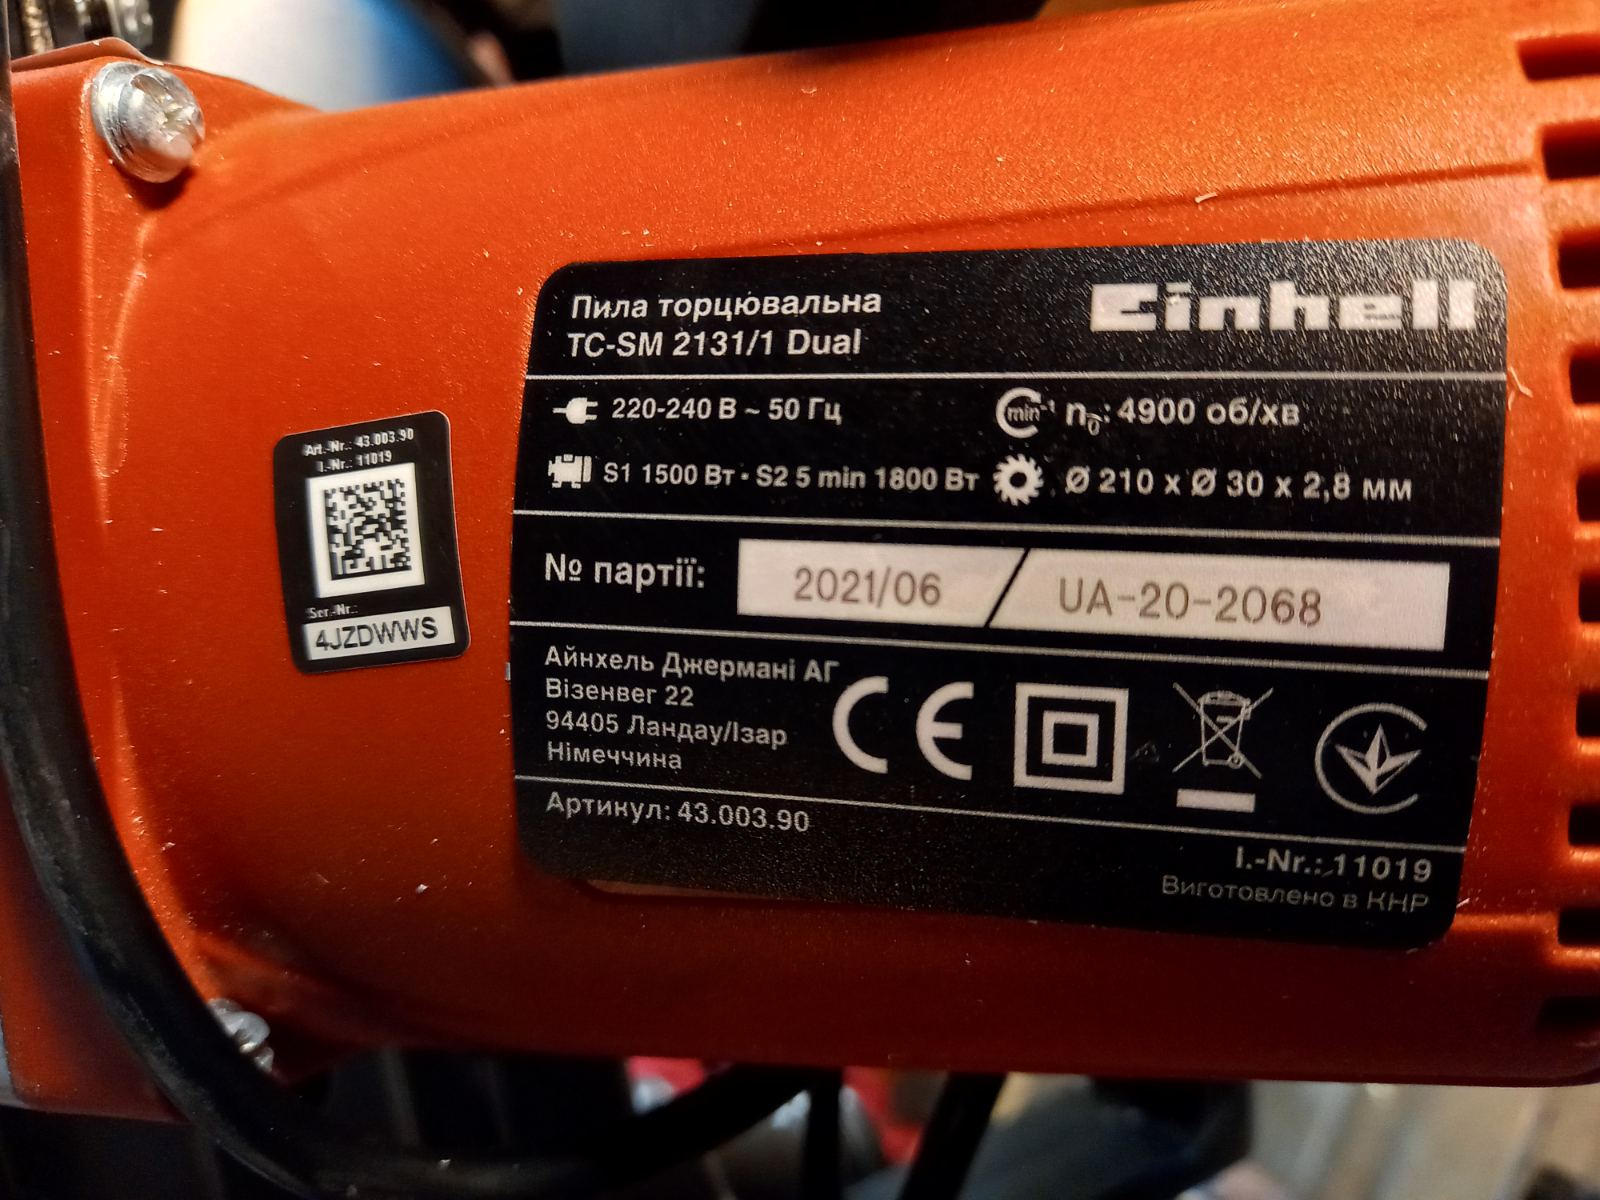 Art.-Nr.: 43.003.90
I.-Nr.: 11019
Ser.-Nr.:
4JZDWWS
Пила торцювальна
TC-SM 2131/1 Dual
Einhell
220-240 В ~ 50 Гц
min⁻¹ n₀: 4900 об/хв
S1 1500 Вт · S2 5 min 1800 Вт
Ø 210 x Ø 30 x 2,8 мм
№ партії: 2021/06 / UA-20-2068
Айнхель Джермані АГ
Візенвег 22
94405 Ландау/Ізар
Німеччина
CE
Артикул: 43.003.90
I.-Nr.: 11019
Виготовлено в КНР